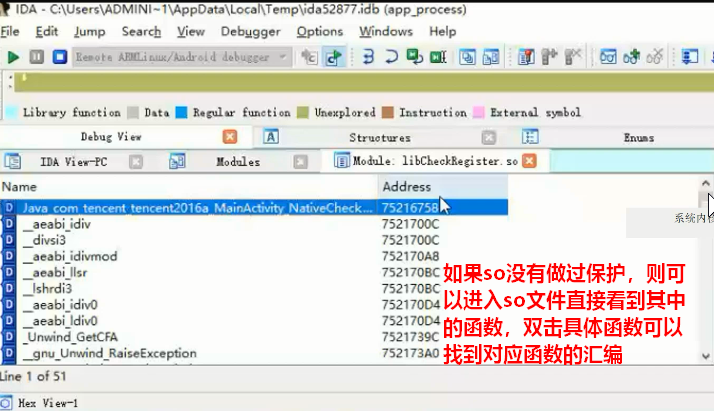 IDA - C:\Users\ADMINI~1\AppData\Local\Temp\ida52877.idb (app_process)
File Edit Jump Search View Debugger Options Windows Help
Remote ARMLinux/Android debugger
Library function Data Regular function Unexplored Instruction External symbol
Debug View Structures Enums
IDA View-PC Modules Module: libCheckRegister.so
Name Address
Java_com_tencent_tencent2016a_MainActivity_NativeCheck... 75216758
__aeabi_idiv 7521700C
__divsi3 7521700C
系统内
__aeabi_idivmod 752170A8
__aeabi_llsr 752170BC
__lshrdi3 752170BC
__aeabi_idiv0 752170D4
__aeabi_ldiv0 752170D4
_Unwind_GetCFA 7521739C
__gnu_Unwind_RaiseException 752173A0
如果so没有做过保护，则可
以进入so文件直接看到其中
的函数，双击具体函数可以
找到对应函数的汇编
Line 1 of 51
Hex View-1